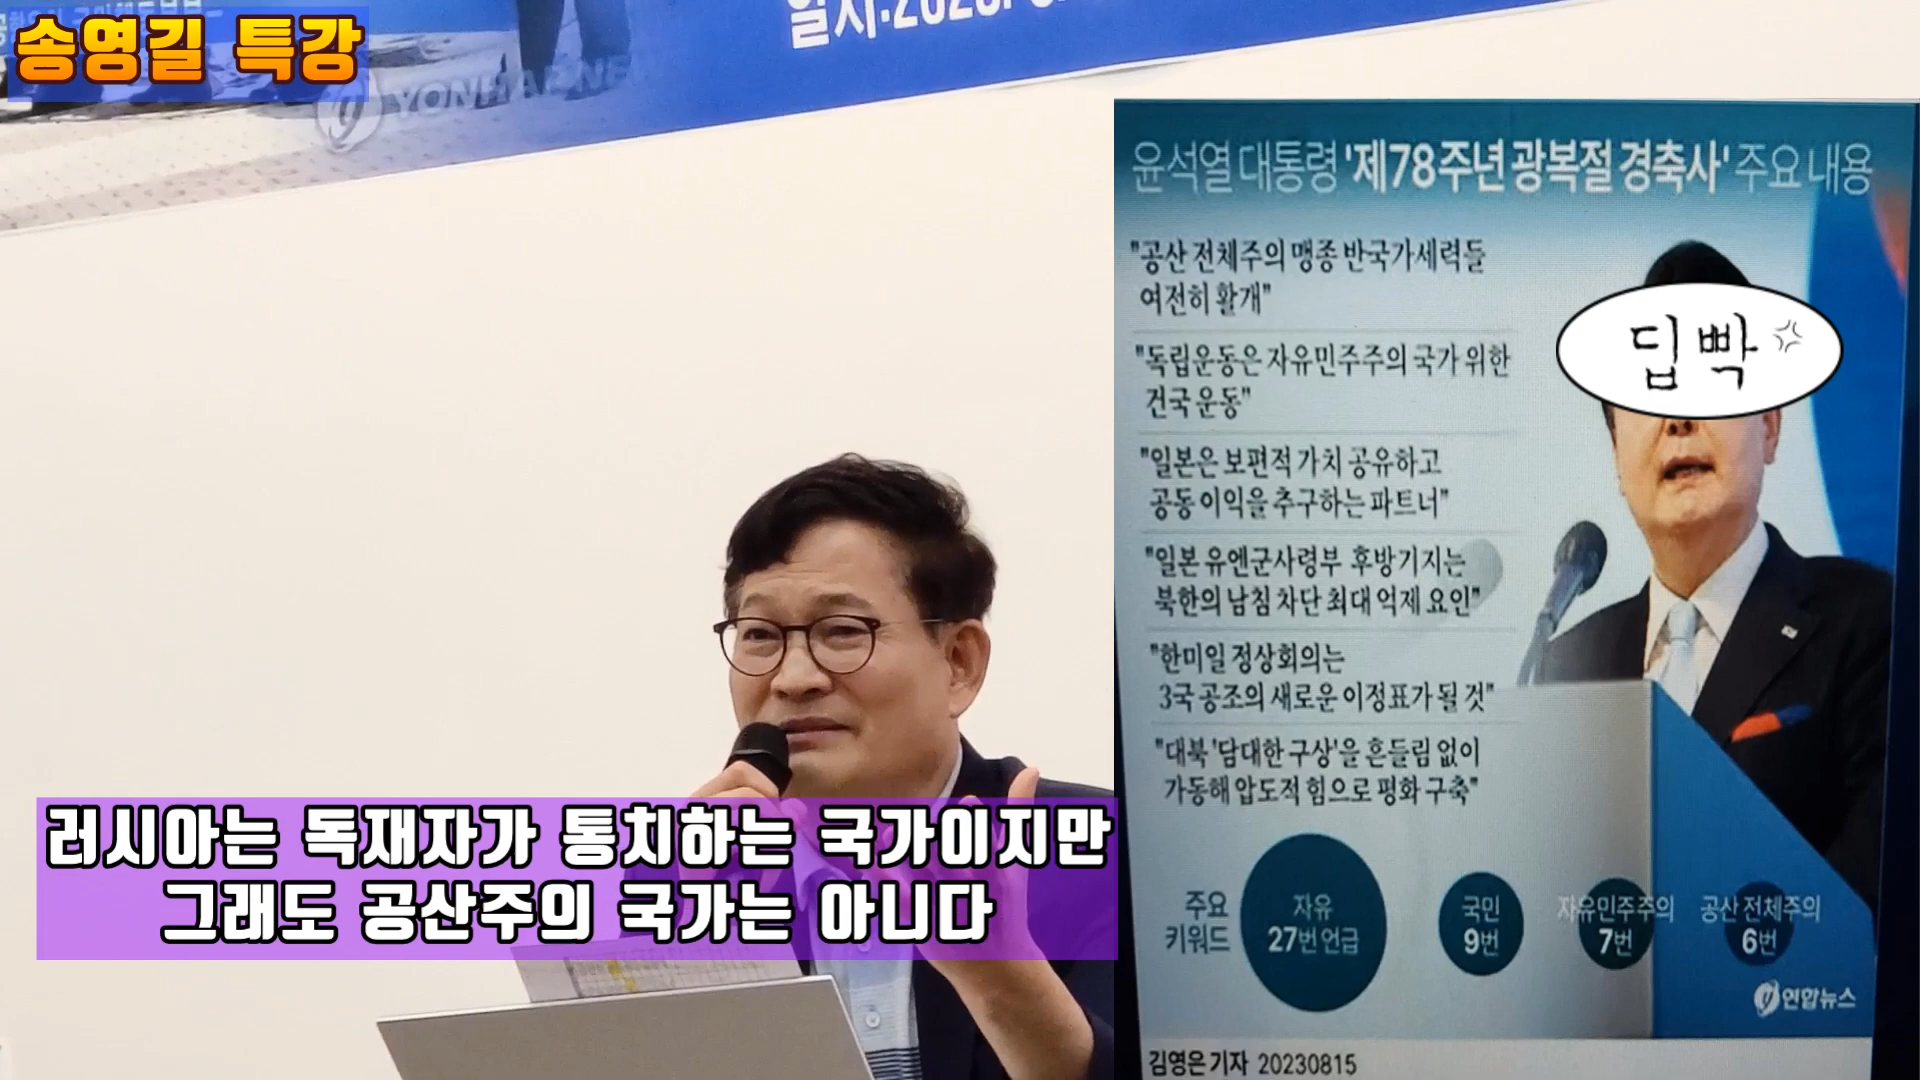 송영길 특강
YONHAP NE
윤석열 대통령 '제78주년 광복절 경축사' 주요 내용
"공산 전체주의 맹종 반국가세력들
여전히 활개"
"독립운동은 자유민주주의 국가 위한
건국 운동"
"일본은 보편적 가치 공유하고
공동 이익을 추구하는 파트너"
"일본 유엔군사령부 후방기지는
북한의 남침 차단 최대 억제 요인"
"한미일 정상회의는
3국 공조의 새로운 이정표가 될 것"
"대북 '담대한 구상'을 흔들림 없이
가동해 압도적 힘으로 평화 구축"
딥빡
주요
키워드
자유
27번 언급
국민
9번
자유민주주의
7번
공산 전체주의
6번
연합뉴스
김영은 기자 20230815
러시아는 독재자가 통치하는 국가이지만
그래도 공산주의 국가는 아니다